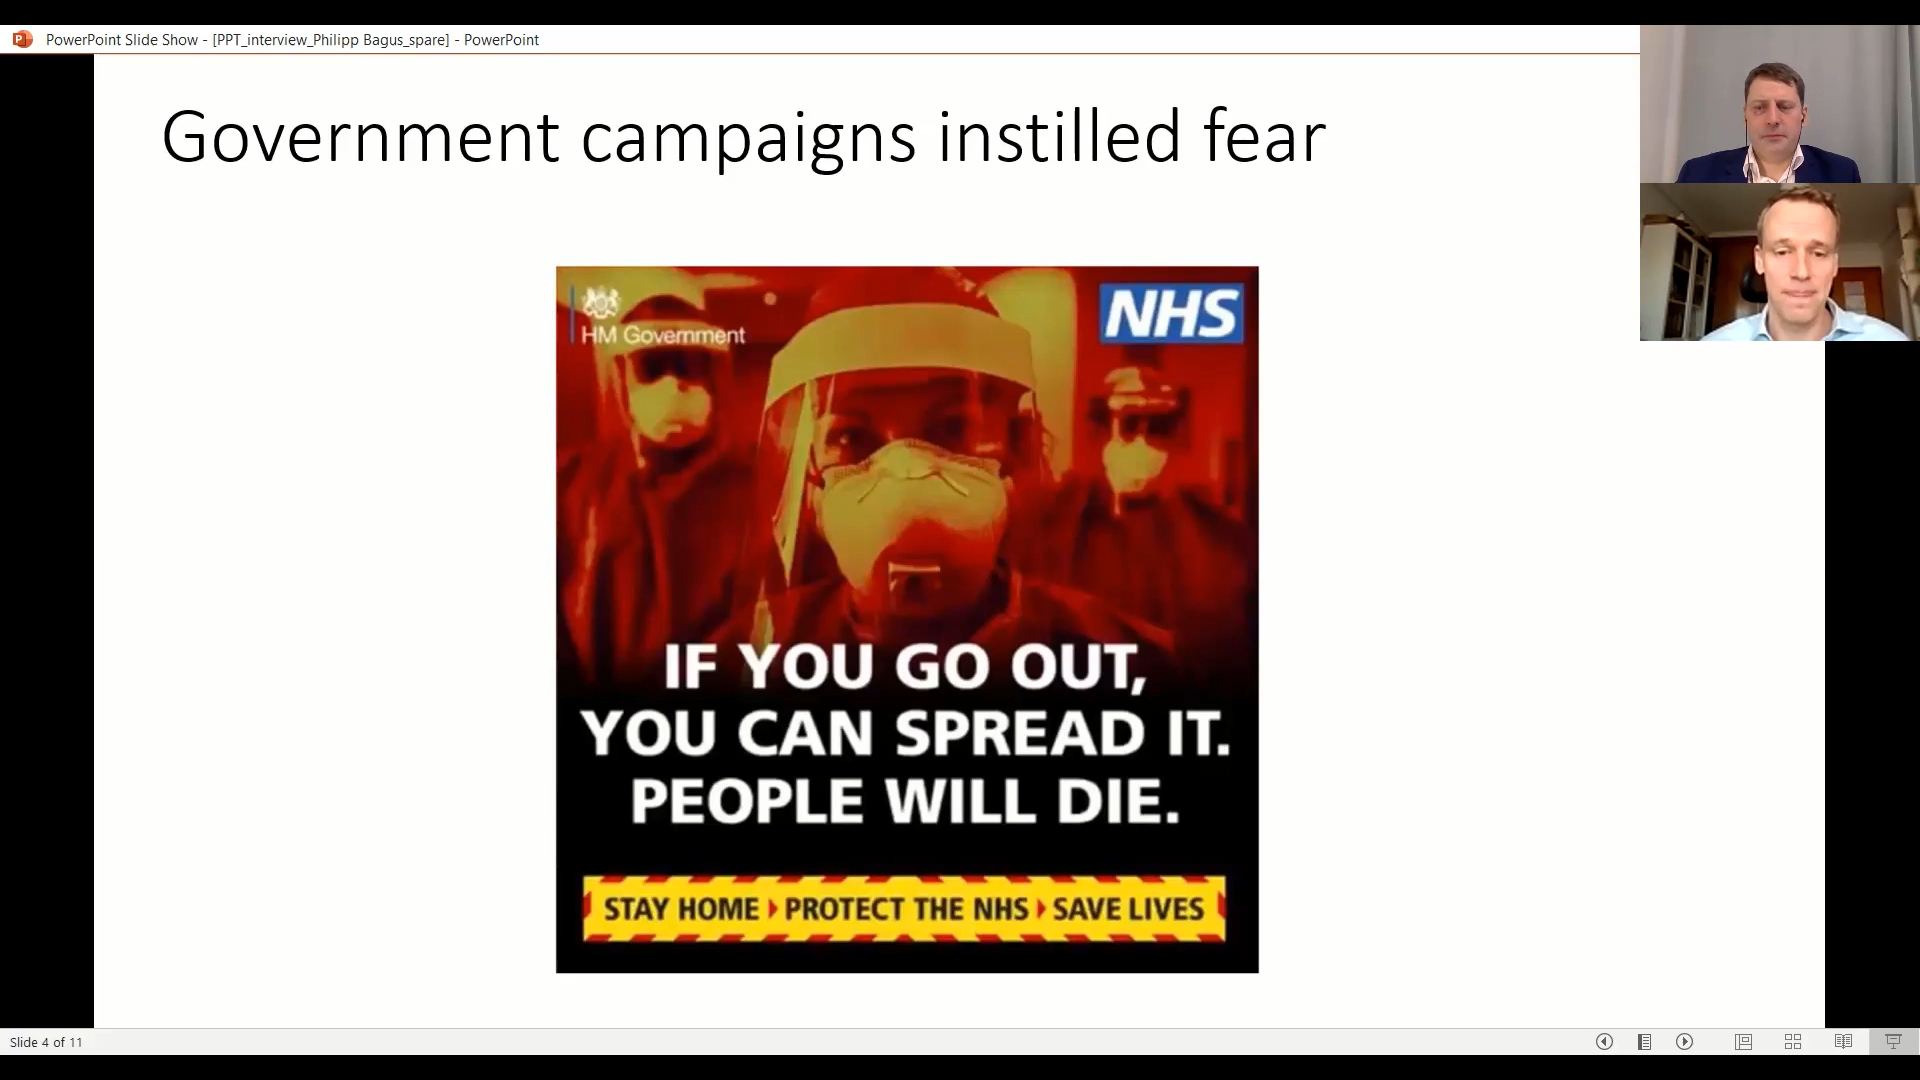 PowerPoint Slide Show - [PPT_interview_Philipp Bagus_spare] - PowerPoint
Government campaigns instilled fear
HM Government
NHS
IF YOU GO OUT,
YOU CAN SPREAD IT.
PEOPLE WILL DIE.
STAY HOME PROTECT THE NHS SAVE LIVES
Slide 4 of 11